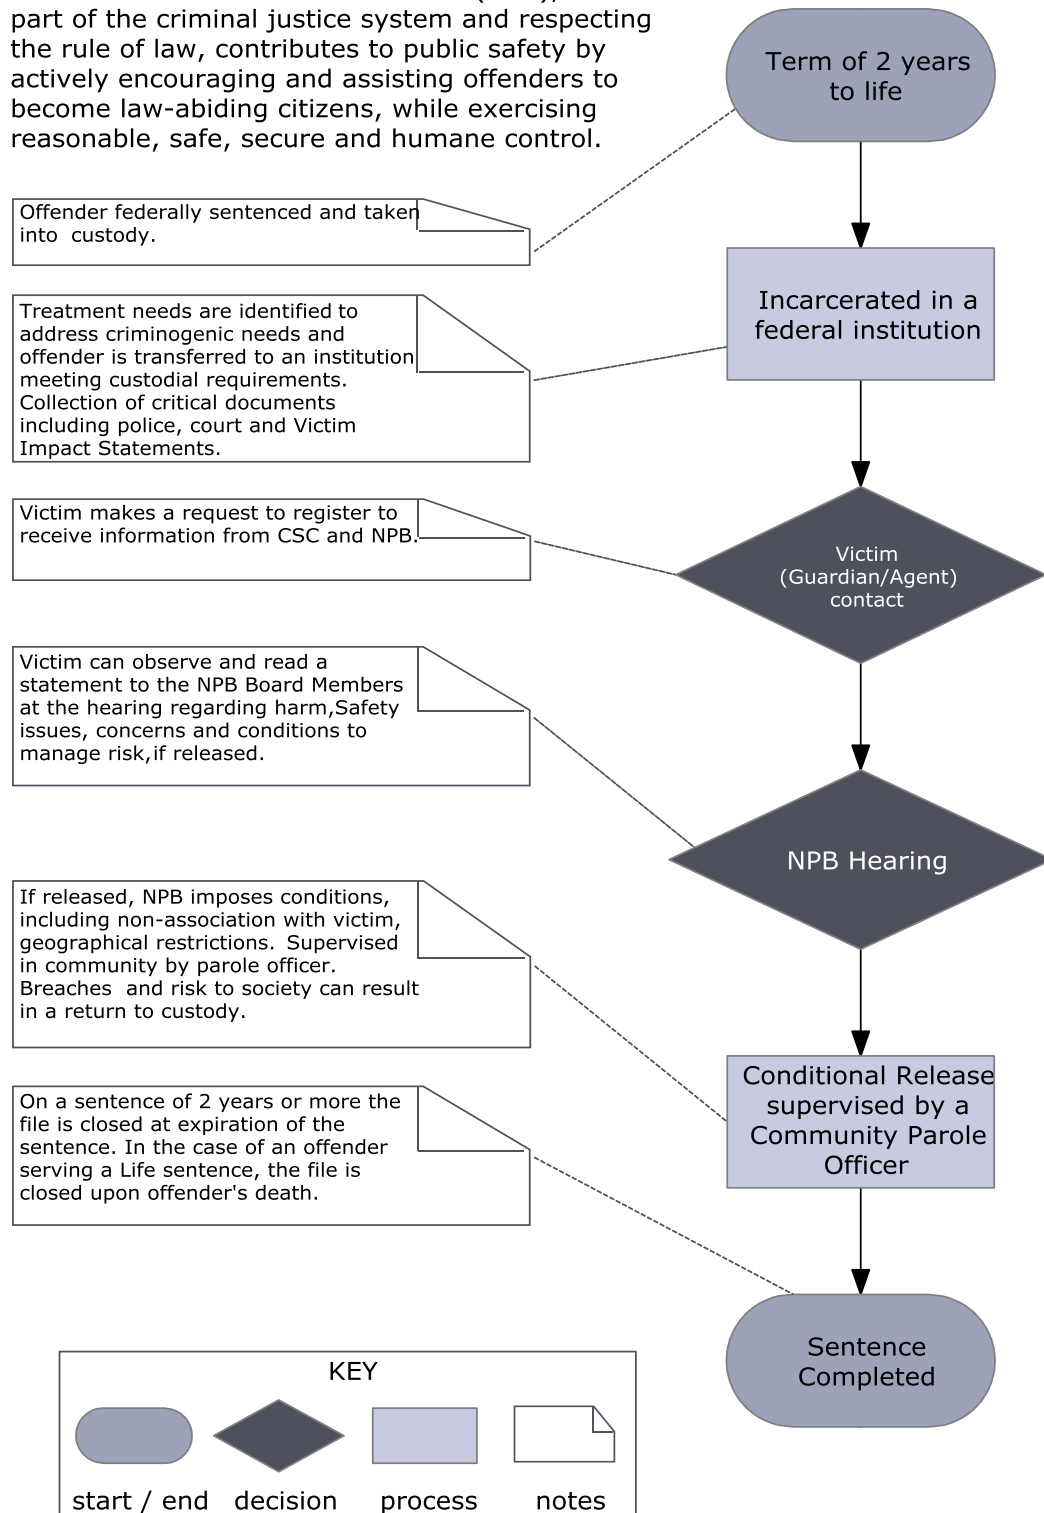 part of the criminal justice system and respecting
the rule of law, contributes to public safety by
actively encouraging and assisting offenders to
become law-abiding citizens, while exercising
reasonable, safe, secure and humane control.
Term of 2 years
to life
Offender federally sentenced and taken
into custody.
Incarcerated in a
federal institution
Treatment needs are identified to
address criminogenic needs and
offender is transferred to an institution
meeting custodial requirements.
Collection of critical documents
including police, court and Victim
Impact Statements.
Victim makes a request to register to
receive information from CSC and NPB.
Victim
(Guardian/Agent)
contact
Victim can observe and read a
statement to the NPB Board Members
at the hearing regarding harm,Safety
issues, concerns and conditions to
manage risk,if released.
NPB Hearing
If released, NPB imposes conditions,
including non-association with victim,
geographical restrictions. Supervised
in community by parole officer.
Breaches and risk to society can result
in a return to custody.
Conditional Release
supervised by a
Community Parole
Officer
On a sentence of 2 years or more the
file is closed at expiration of the
sentence. In the case of an offender
serving a Life sentence, the file is
closed upon offender's death.
Sentence
Completed
KEY
start / end decision process notes